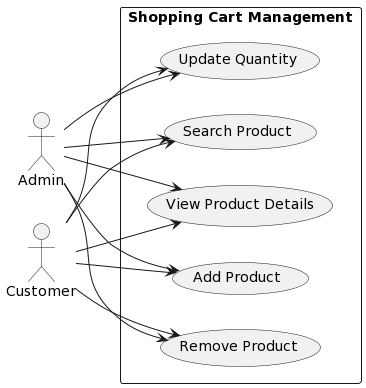 Shopping Cart Management
Update Quantity
Search Product
Admin
View Product Details
Customer
Add Product
Remove Product